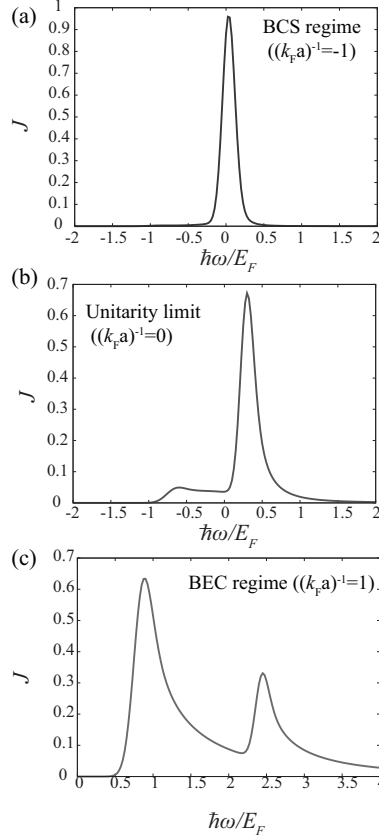 (a)
1
0.9
0.8
0.7
0.6
0.5
0.4
0.3
0.2
0.1
0
J
BCS regime
((kFa)-1=-1)
-2 -1.5 -1 -0.5 0 0.5 1 1.5 2
ħω/EF
(b)
0.7
0.6
0.5
0.4
0.3
0.2
0.1
0
J
Unitarity limit
((kFa)-1=0)
-2 -1.5 -1 -0.5 0 0.5 1 1.5 2
ħω/EF
(c)
0.7
0.6
0.5
0.4
0.3
0.2
0.1
0
J
BEC regime ((kFa)-1=1)
0 0.5 1 1.5 2 2.5 3 3.5 4
ħω/EF